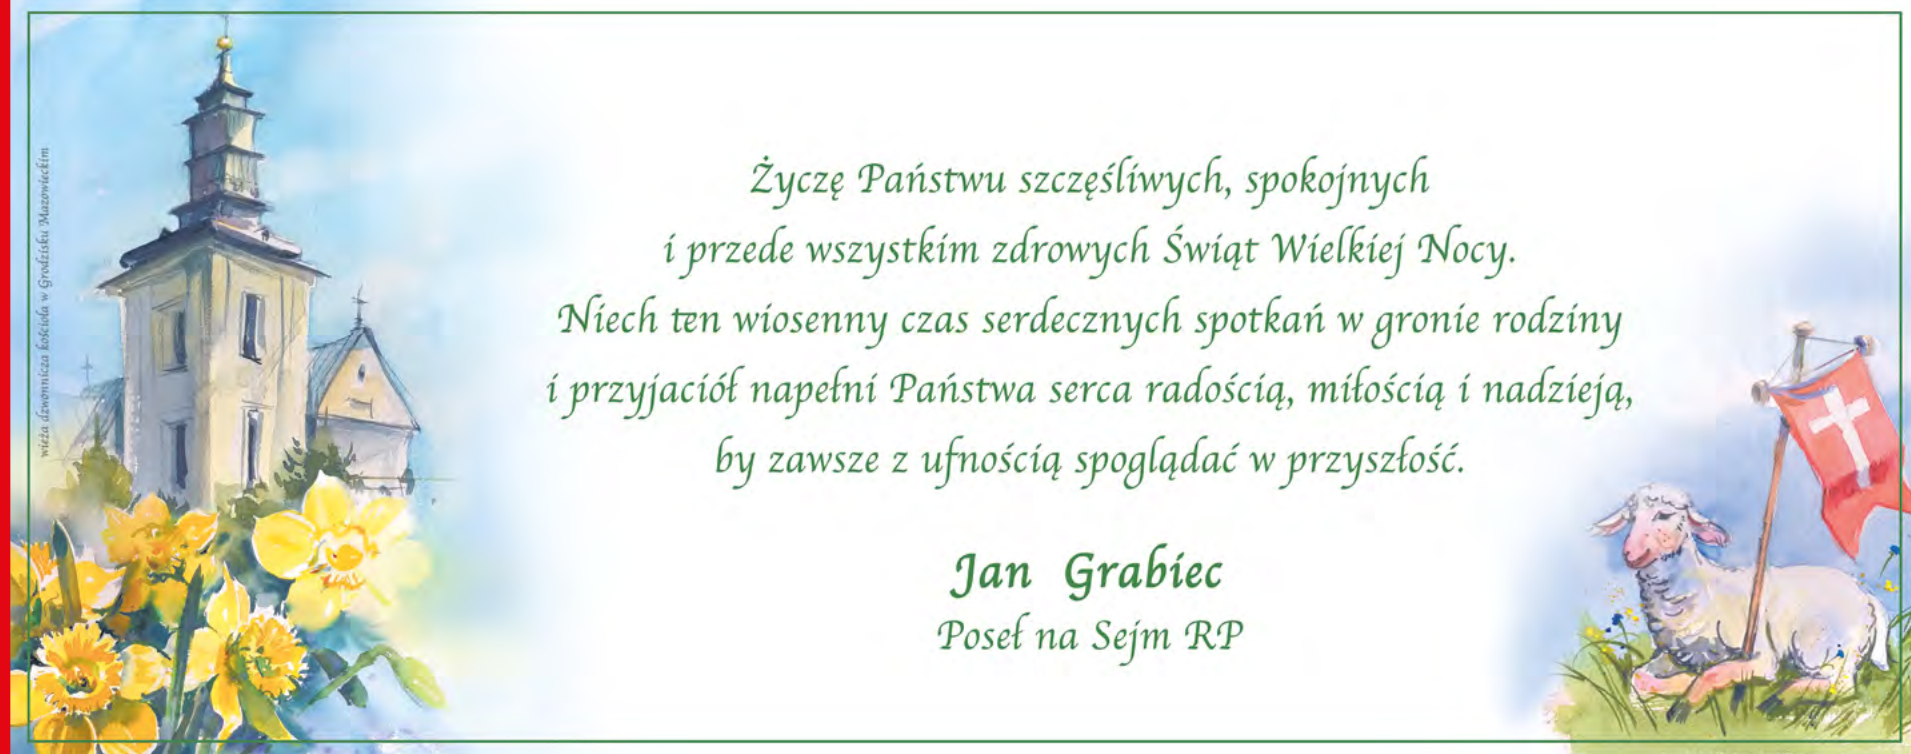 wieża dzwonnicza kościoła w Grodzisku Mazowieckim
Życzę Państwu szczęśliwych, spokojnych
i przede wszystkim zdrowych Świąt Wielkiej Nocy.
Niech ten wiosenny czas serdecznych spotkań w gronie rodziny
i przyjaciół napełni Państwa serca radością, miłością i nadzieją,
by zawsze z ufnością spoglądać w przyszłość.
Jan Grabiec
Poseł na Sejm RP